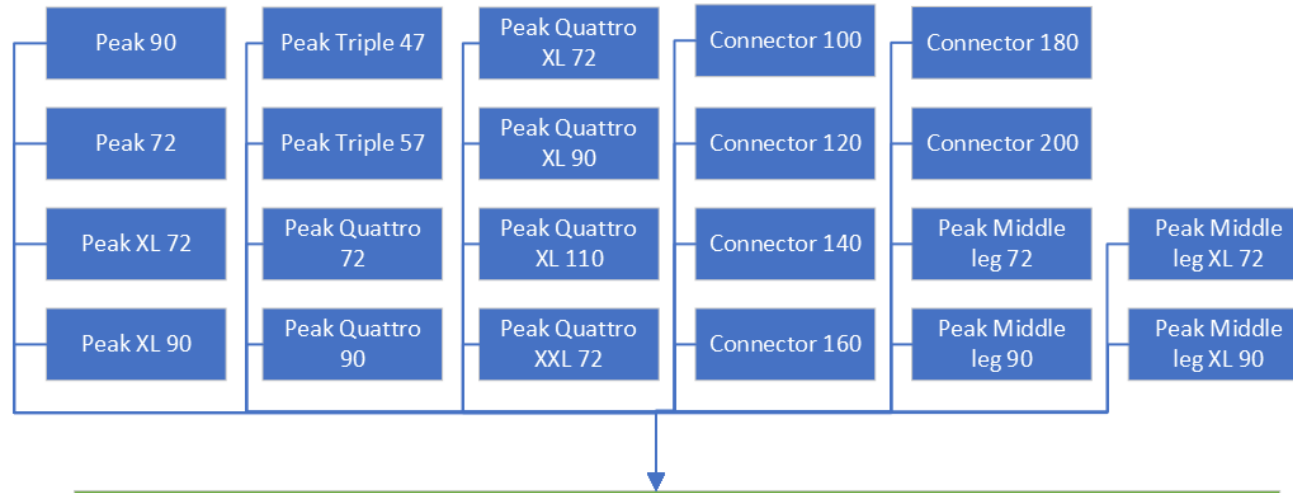 Peak 90
Peak Triple 47
Peak Quattro
XL 72
Connector 100
Connector 180
Peak 72
Peak Triple 57
Peak Quattro
XL 90
Connector 120
Connector 200
Peak XL 72
Peak Quattro
72
Peak Quattro
XL 110
Connector 140
Peak Middle
leg 72
Peak Middle
leg XL 72
Peak XL 90
Peak Quattro
90
Peak Quattro
XXL 72
Connector 160
Peak Middle
leg 90
Peak Middle
leg XL 90